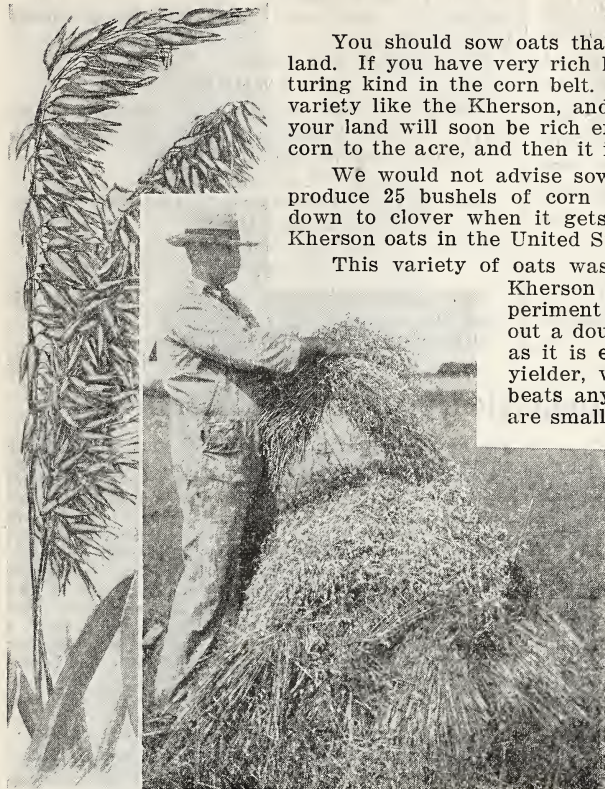 You should sow oats tha
land. If you have very rich l
turing kind in the corn belt.
variety like the Kherson, and
your land will soon be rich e
corn to the acre, and then it
We would not advise sow
produce 25 bushels of corn
down to clover when it gets
Kherson oats in the United S
This variety of oats was
Kherson
periment
out a dou
as it is e
yielder, v
beats any
are small